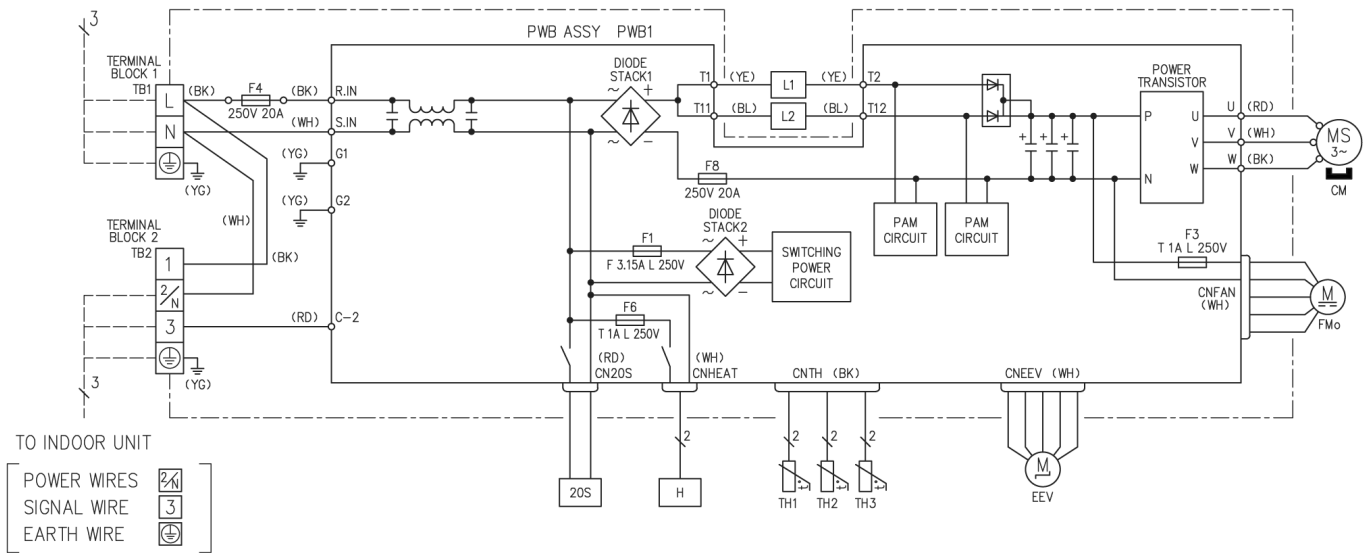 3
PWB ASSY PWB1
TERMINAL
BLOCK 1
TB1
L
N
(BK)
F4
250V 20A
(BK)
R.IN
(WH)
S.IN
(YG)
G1
(YG)
(YG)
G2
(WH)
(BK)
DIODE
STACK1
~
+
~
−
T1
(YE)
L1
(YE)
T2
T11
(BL)
L2
(BL)
T12
F8
250V 20A
+
+
+
POWER
TRANSISTOR
P
N
U
V
W
U
(RD)
V
(WH)
W
(BK)
MS
3~
CM
PAM
CIRCUIT
PAM
CIRCUIT
TERMINAL
BLOCK 2
TB2
1
2/N
3
(YG)
3
(RD)
C-2
DIODE
STACK2
~
+
~
−
F1
F 3.15A L 250V
SWITCHING
POWER
CIRCUIT
F6
T 1A L 250V
F3
T 1A L 250V
CNFAN
(WH)
M
FMo
(RD)
CN20S
(WH)
CNHEAT
CNTH (BK)
CNEEV (WH)
20S
2
H
2
2
2
TH1
TH2
TH3
t
t
t
M
EEV
TO INDOOR UNIT
POWER WIRES 2/N
SIGNAL WIRE 3
EARTH WIRE